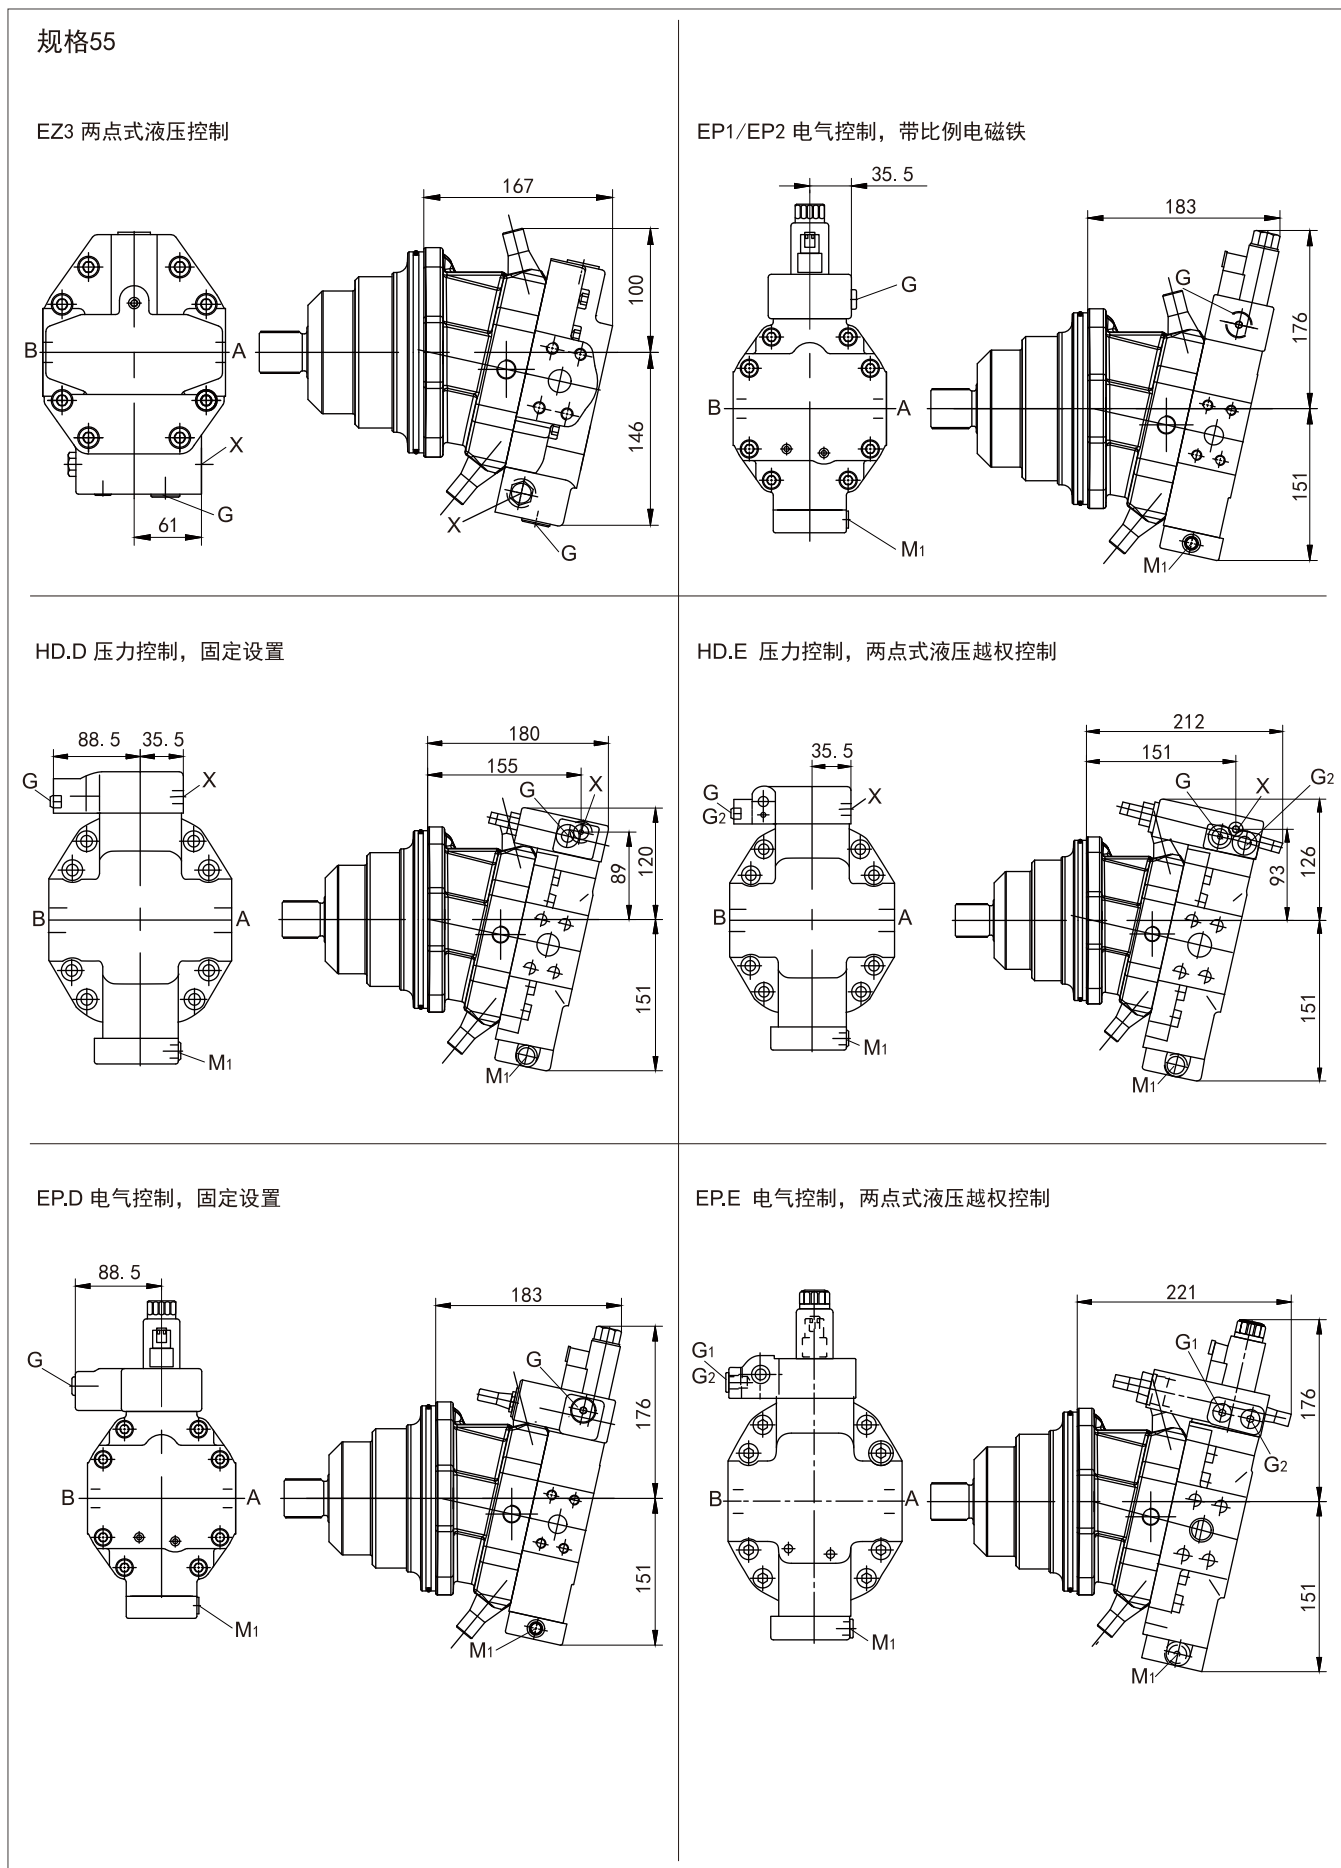 规格55
EZ3 两点式液压控制
167
100
146
B
A
X
G
61
X
G
EP1/EP2 电气控制，带比例电磁铁
35.5
183
G
G
176
B
A
151
M1
M1
HD.D 压力控制，固定设置
88.5
35.5
180
155
G
X
G
X
89
120
B
A
151
M1
M1
HD.E 压力控制，两点式液压越权控制
212
151
35.5
G
X
G2
G
G2
X
93
126
B
A
151
M1
M1
EP.D 电气控制，固定设置
88.5
183
G
G
176
B
A
151
M1
M1
EP.E 电气控制，两点式液压越权控制
221
G1
G2
G1
176
G2
B
A
151
M1
M1